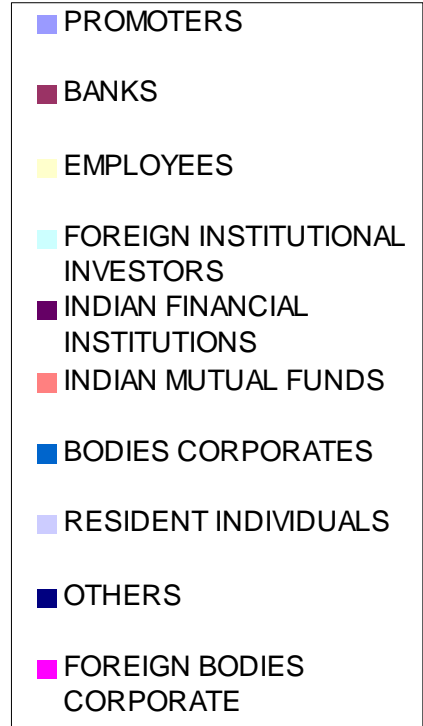 PROMOTERS
BANKS
EMPLOYEES
FOREIGN INSTITUTIONAL
INVESTORS
INDIAN FINANCIAL
INSTITUTIONS
INDIAN MUTUAL FUNDS
BODIES CORPORATES
RESIDENT INDIVIDUALS
OTHERS
FOREIGN BODIES
CORPORATE